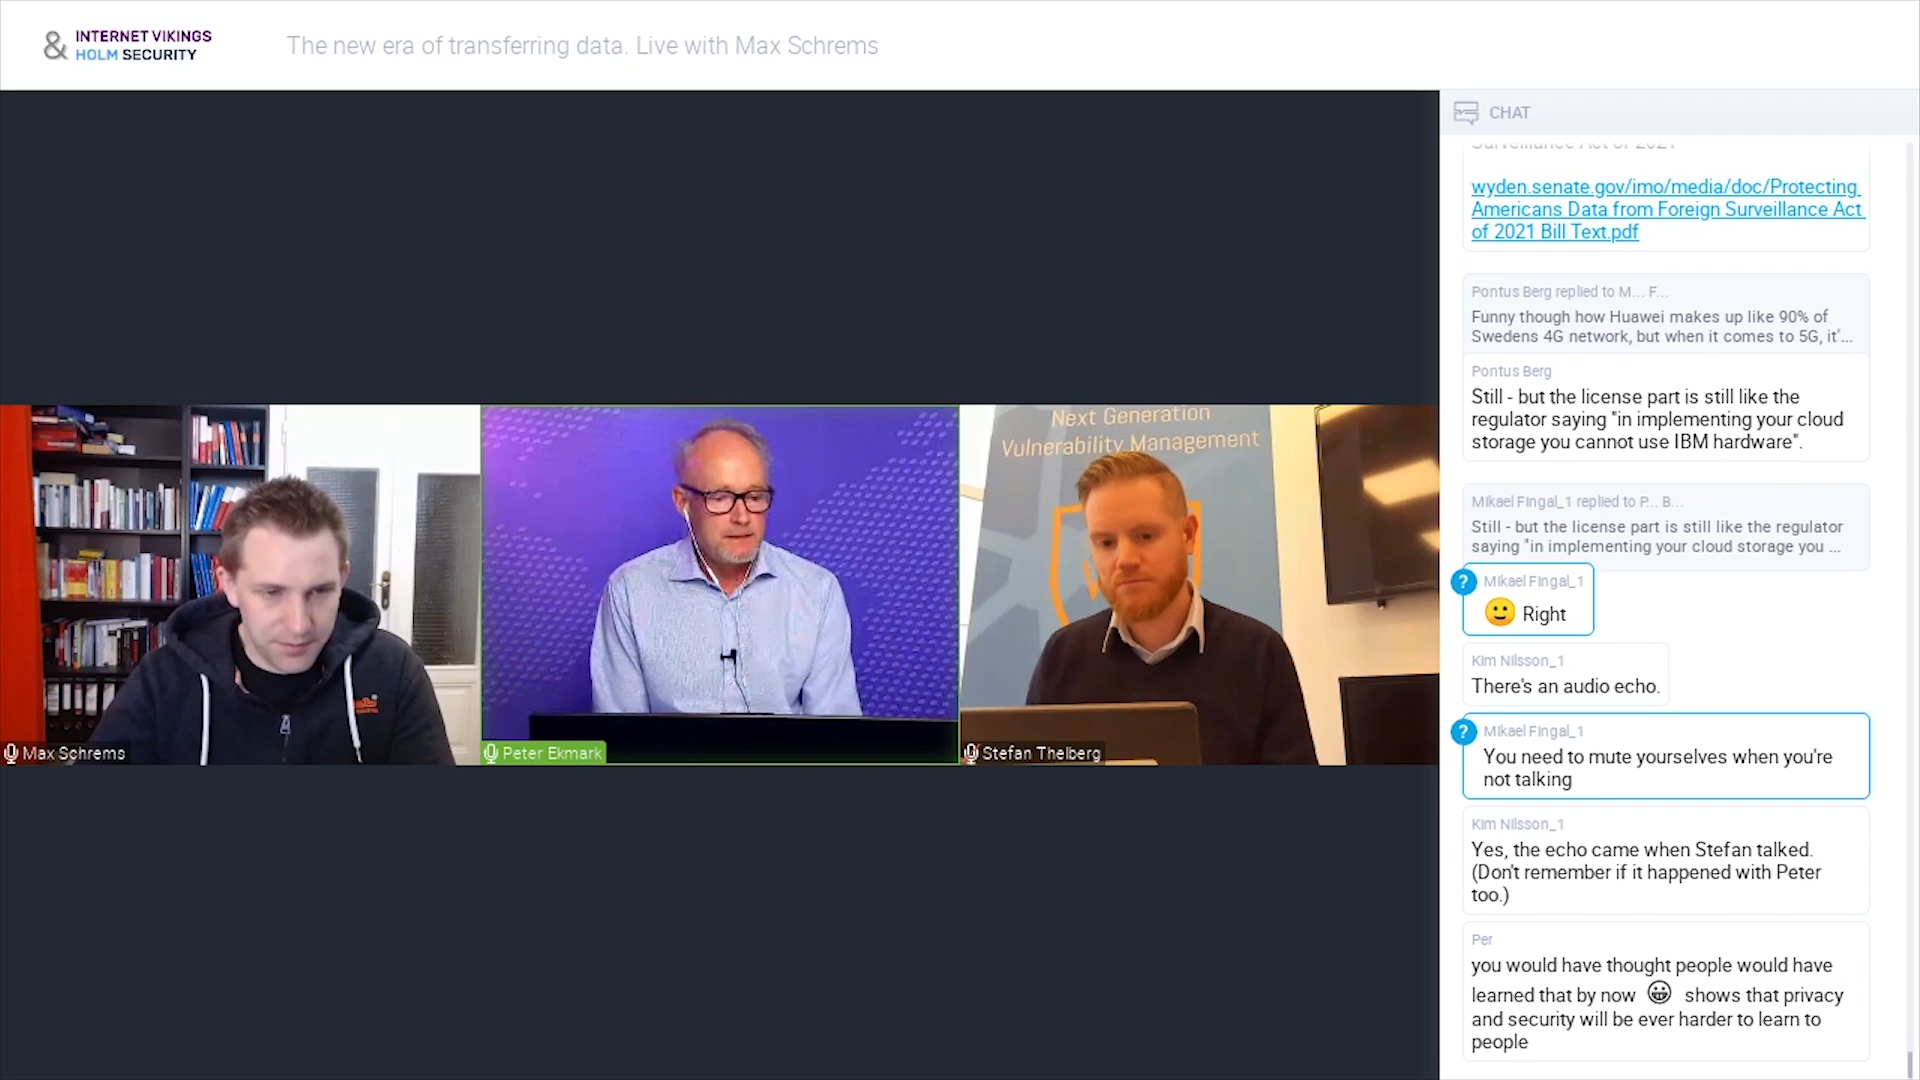 & INTERNET VIKINGS
HOLM SECURITY
The new era of transferring data. Live with Max Schrems
CHAT
Surveillance Act of 2021
wyden.senate.gov/imo/media/doc/Protecting
Americans Data from Foreign Surveillance Act
of 2021 Bill Text.pdf
Pontus Berg replied to M... F...
Funny though how Huawei makes up like 90% of
Swedens 4G network, but when it comes to 5G, it'...
Pontus Berg
Still - but the license part is still like the
regulator saying "in implementing your cloud
storage you cannot use IBM hardware".
Mikael Fingal_1 replied to P... B...
Still - but the license part is still like the regulator
saying "in implementing your cloud storage you ...
? Mikael Fingal_1
🙂 Right
Kim Nilsson_1
There's an audio echo.
? Mikael Fingal_1
You need to mute yourselves when you're
not talking
Kim Nilsson_1
Yes, the echo came when Stefan talked.
(Don't remember if it happened with Peter
too.)
Per
you would have thought people would have
learned that by now 😀 shows that privacy
and security will be ever harder to learn to
people
Next Generation
Vulnerability Management
Max Schrems
Peter Ekmark
Stefan Thelberg